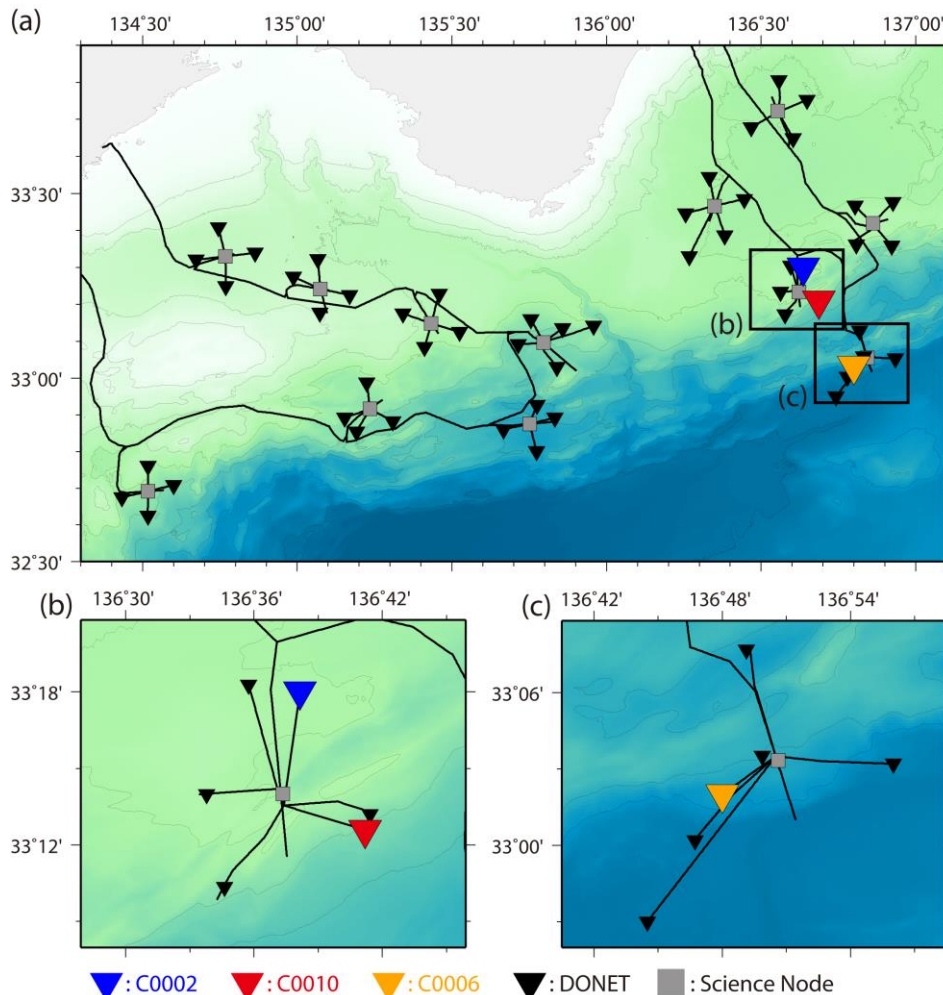 (a)
134˚30' 135˚00' 135˚30' 136˚00' 136˚30' 137˚00'
33˚30'
33˚00'
32˚30'
(b)
(c)
(b)
136˚30' 136˚36' 136˚42'
33˚18'
33˚12'
(c)
136˚42' 136˚48' 136˚54'
33˚06'
33˚00'
: C0002 : C0010 : C0006 : DONET : Science Node